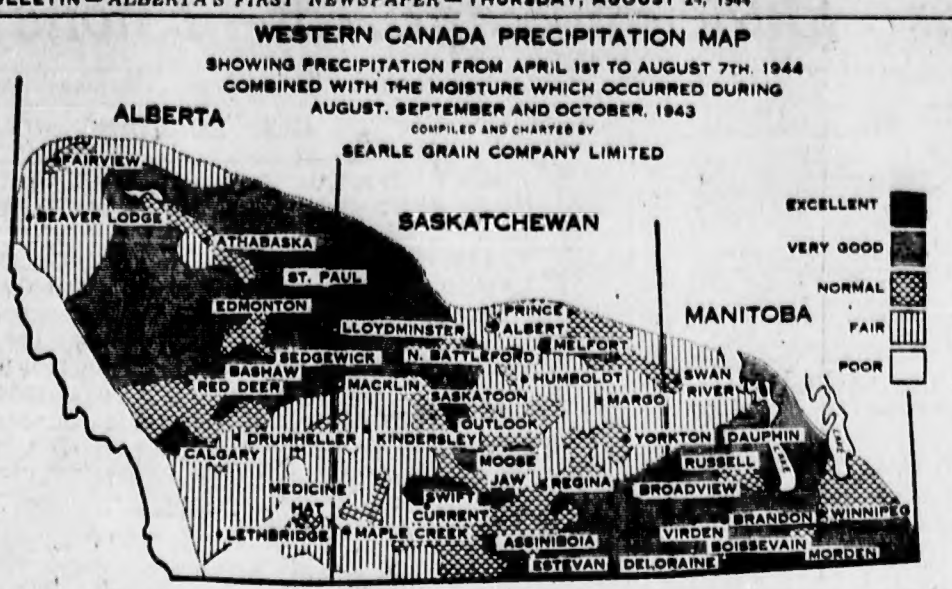 BULLETIN — ALBERTA'S FIRST NEWSPAPER — THURSDAY, AUGUST 24, 1944
WESTERN CANADA PRECIPITATION MAP
SHOWING PRECIPITATION FROM APRIL 1ST TO AUGUST 7TH. 1944
COMBINED WITH THE MOISTURE WHICH OCCURRED DURING
AUGUST. SEPTEMBER AND OCTOBER. 1943
COMPILED AND CHARTED BY
SEARLE GRAIN COMPANY LIMITED
ALBERTA
SASKATCHEWAN
MANITOBA
EXCELLENT
VERY GOOD
NORMAL
FAIR
POOR
FAIRVIEW
BEAVER LODGE
ATHABASKA
ST. PAUL
EDMONTON
LLOYDMINSTER
PRINCE
ALBERT
N. BATTLEFORD
MELFORT
SEDGEWICK
BASHAW
RED DEER
MACKLIN
HUMBOLDT
SWAN
RIVER
SASKATOON
MARGO
OUTLOOK
DRUMHELLER
KINDERSLEY
YORKTON
DAUPHIN
CALGARY
MOOSE
JAW
REGINA
RUSSELL
LAKE
LAKE
MEDICINE
HAT
SWIFT
CURRENT
BROADVIEW
LETHBRIDGE
MAPLE CREEK
ASSINIBOIA
VIRDEN
BRANDON
WINNIPEG
BOISSEVAIN
ESTEVAN
DELORAINE
MORDEN